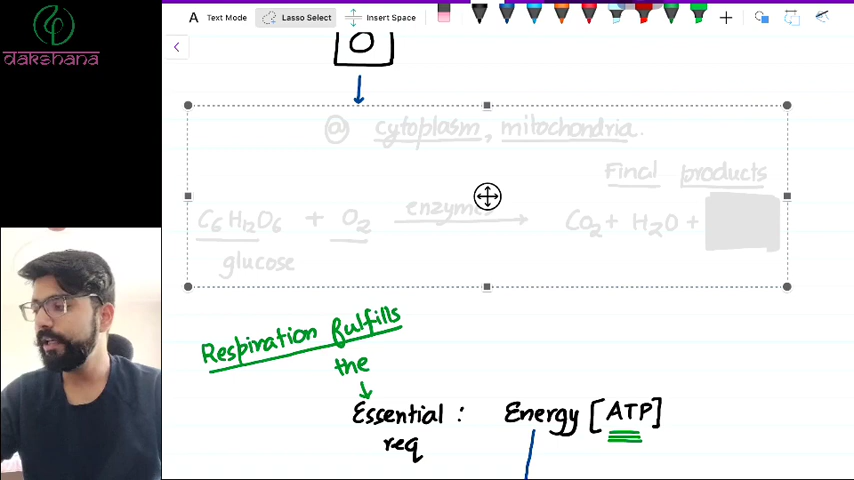 dakshana
A Text Mode Lasso Select Insert Space
O
@ cytoplasm, mitochondria.
Final products
C6H12O6 + O2 enzymes CO2 + H2O +
glucose
Respiration fulfills
the
Essential : Energy [ATP]
req